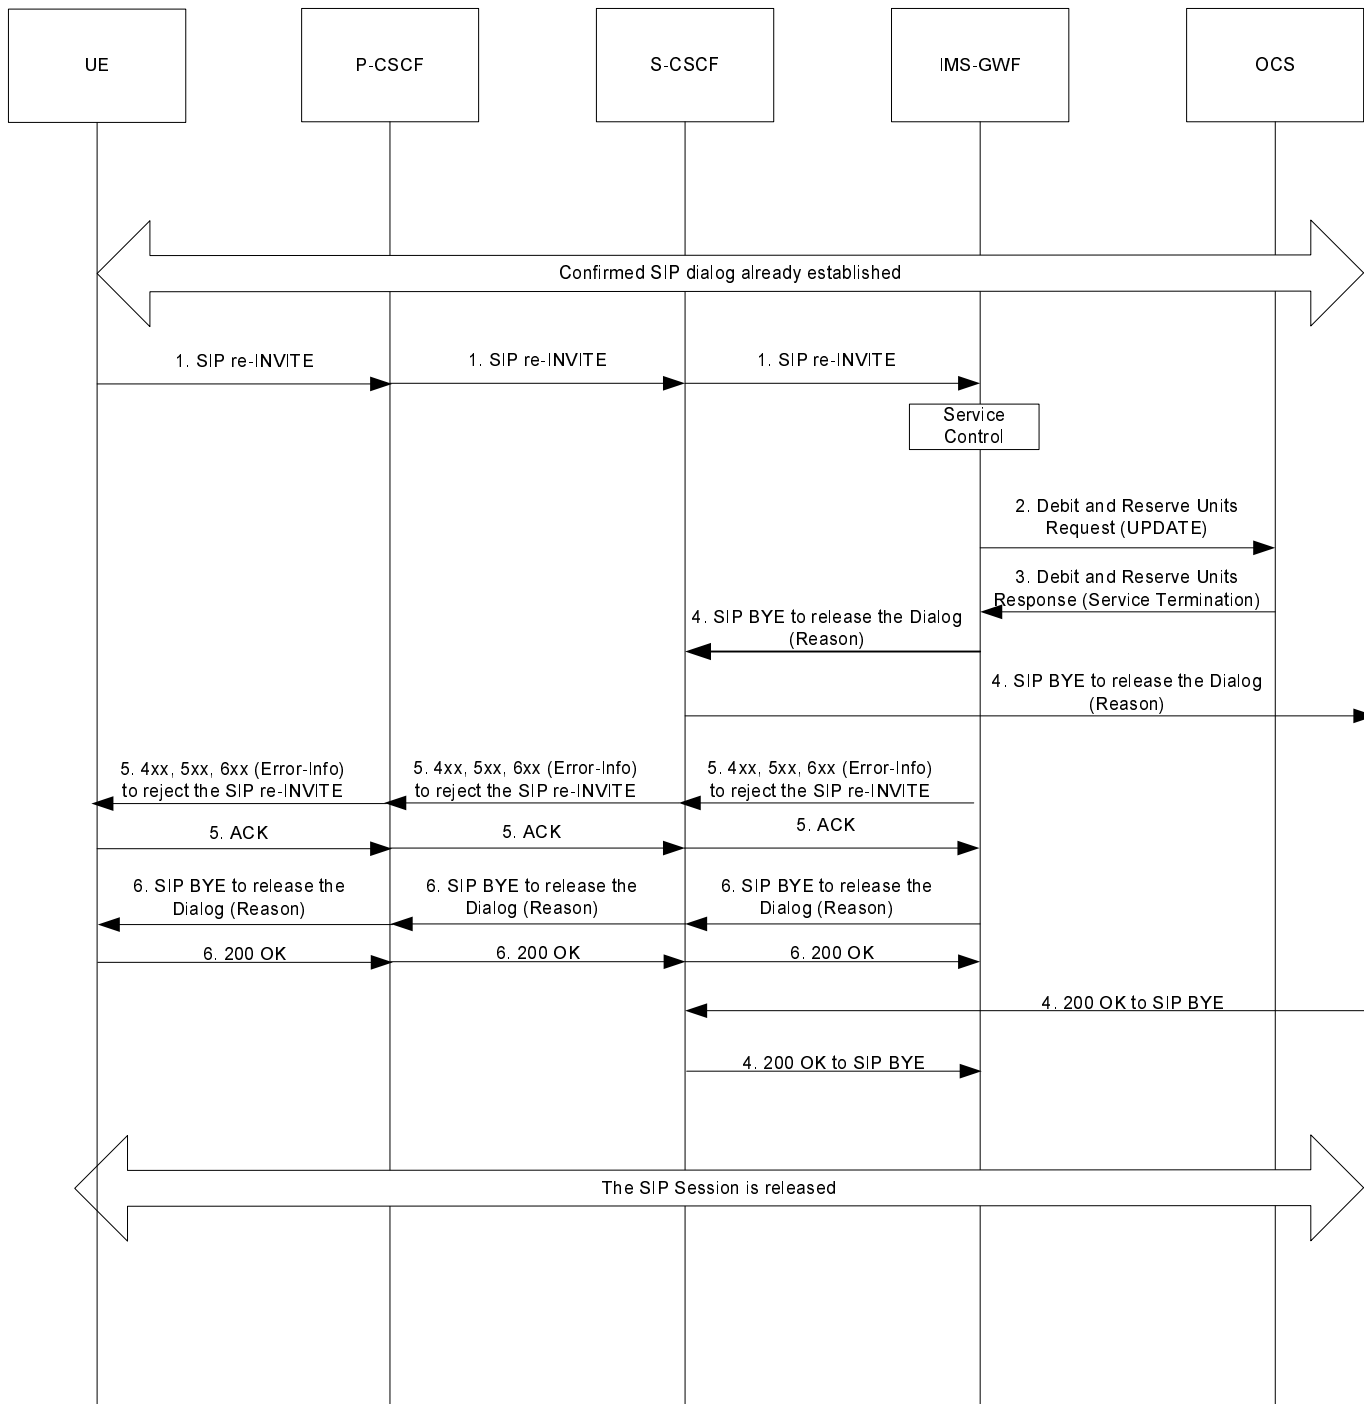 UE
P-CSCF
S-CSCF
IMS-GWF
OCS
Confirmed SIP dialog already established
1. SIP re-INVITE
1. SIP re-INVITE
1. SIP re-INVITE
Service
Control
2. Debit and Reserve Units
Request (UPDATE)
3. Debit and Reserve Units
Response (Service Termination)
4. SIP BYE to release the Dialog
(Reason)
4. SIP BYE to release the Dialog
(Reason)
5. 4xx, 5xx, 6xx (Error-Info)
to reject the SIP re-INVITE
5. 4xx, 5xx, 6xx (Error-Info)
to reject the SIP re-INVITE
5. 4xx, 5xx, 6xx (Error-Info)
to reject the SIP re-INVITE
5. ACK
5. ACK
5. ACK
6. SIP BYE to release the
Dialog (Reason)
6. SIP BYE to release the
Dialog (Reason)
6. SIP BYE to release the
Dialog (Reason)
6. 200 OK
6. 200 OK
6. 200 OK
4. 200 OK to SIP BYE
4. 200 OK to SIP BYE
The SIP Session is released